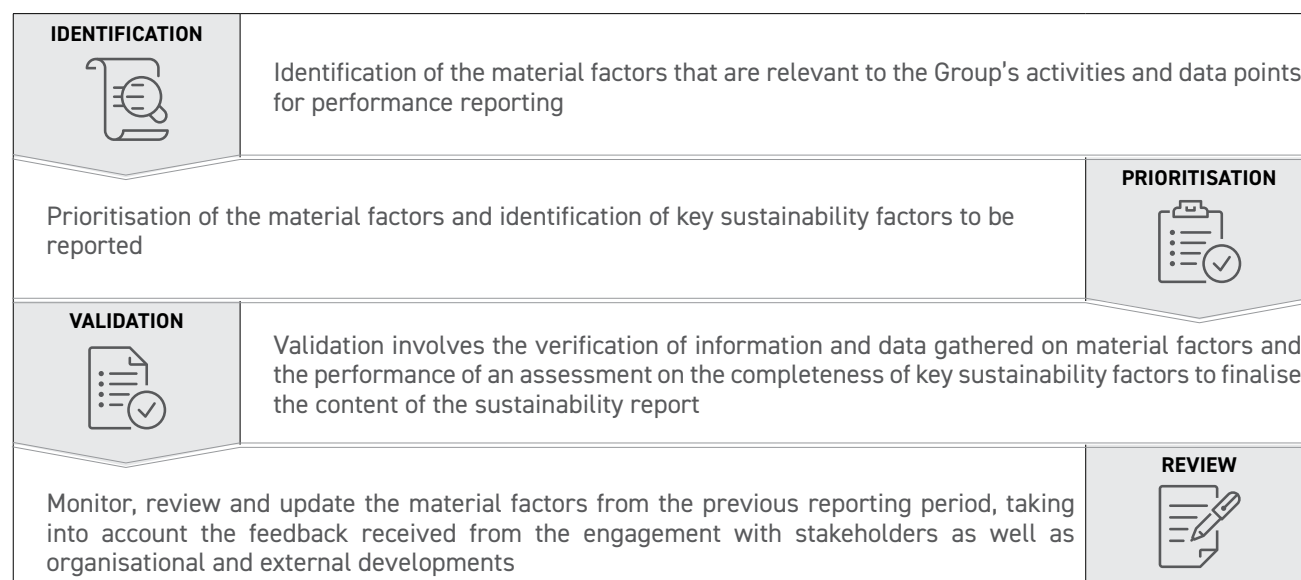 IDENTIFICATION
Identification of the material factors that are relevant to the Group’s activities and data points
for performance reporting
PRIORITISATION
Prioritisation of the material factors and identification of key sustainability factors to be
reported
VALIDATION
Validation involves the verification of information and data gathered on material factors and
the performance of an assessment on the completeness of key sustainability factors to finalise
the content of the sustainability report
REVIEW
Monitor, review and update the material factors from the previous reporting period, taking
into account the feedback received from the engagement with stakeholders as well as
organisational and external developments